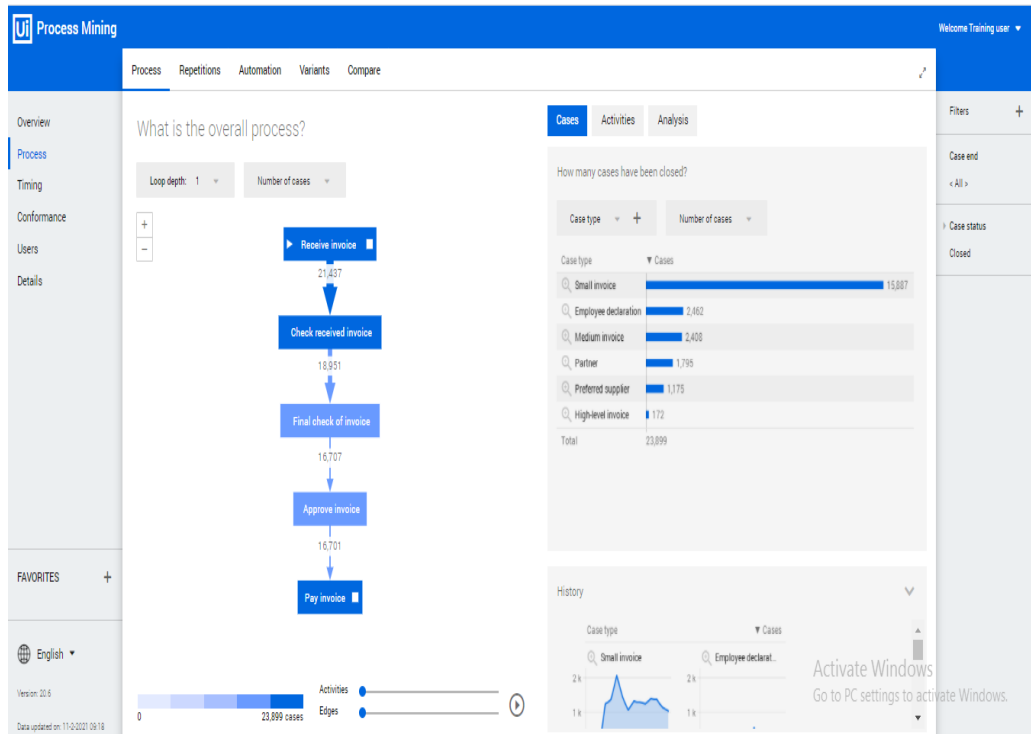 Ui Process Mining
Welcome Training user
Process Repetitions Automation Variants Compare
Overview
Process
Timing
Conformance
Users
Details
FAVORITES +
English
Version: 20.6
Data updated on: 11-2-2021 09:18
What is the overall process?
Loop depth: 1
Number of cases
+
−
Receive invoice
21,437
Check received invoice
18,951
Final check of invoice
16,707
Approve invoice
16,701
Pay invoice
0 23,899 cases
Activities
Edges
Cases Activities Analysis
How many cases have been closed?
Case type + Number of cases
Case type ▼ Cases
Small invoice 15,887
Employee declaration 2,462
Medium invoice 2,408
Partner 1,795
Preferred supplier 1,175
High-level invoice 172
Total 23,899
History
Case type ▼ Cases
Small invoice Employee declarat..
2 k 2 k
1 k 1 k
Filters +
Case end
« All »
Case status
Closed
Activate Windows
Go to PC settings to activate Windows.